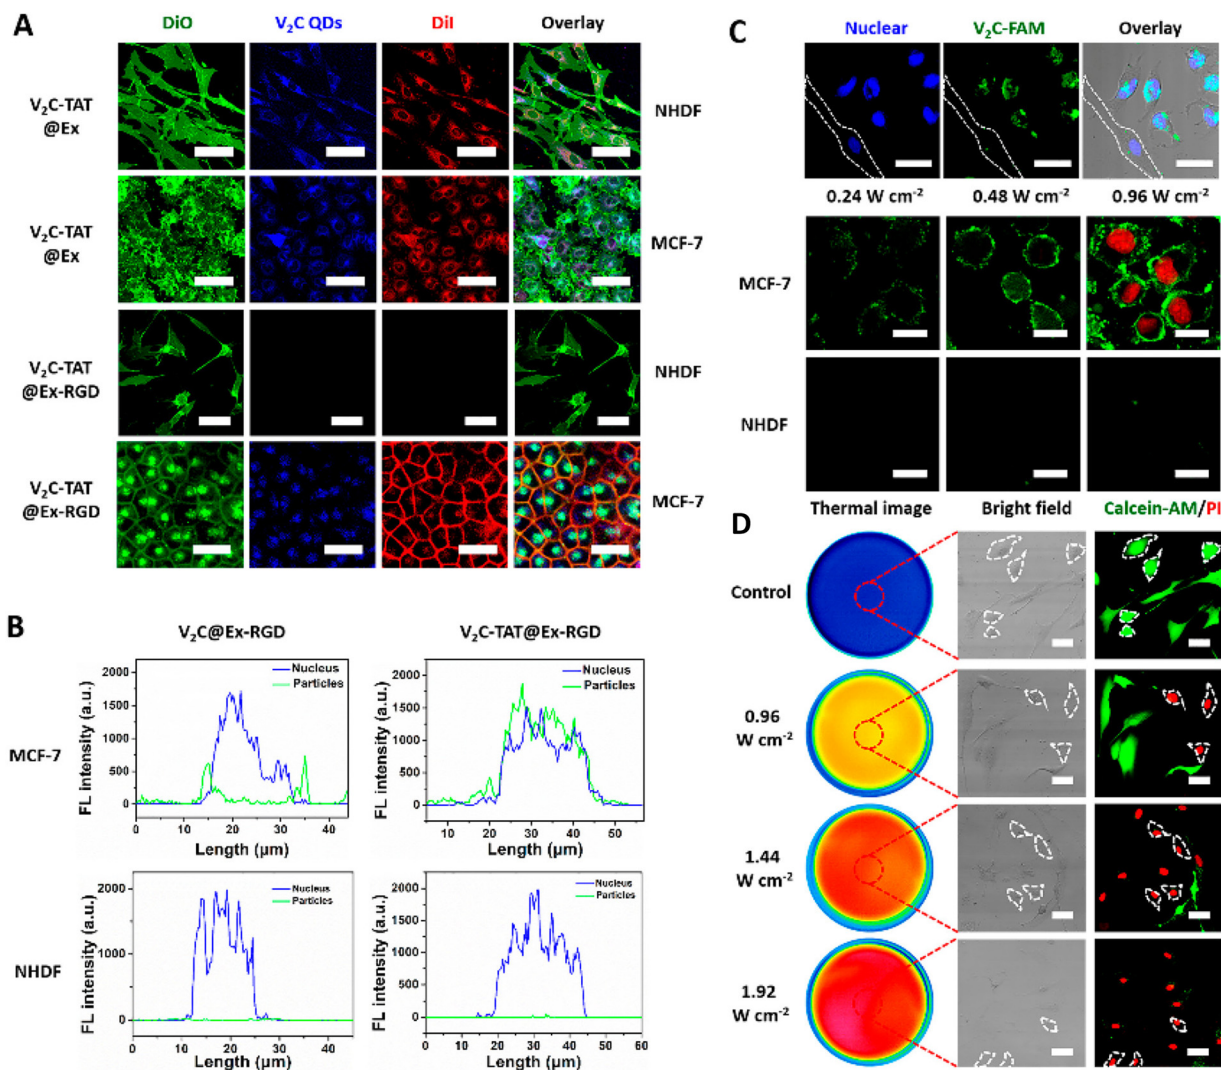 A
DiO
V₂C QDs
DiI
Overlay
V₂C-TAT
@Ex
NHDF
V₂C-TAT
@Ex
MCF-7
V₂C-TAT
@Ex-RGD
NHDF
V₂C-TAT
@Ex-RGD
MCF-7
B
V₂C@Ex-RGD
V₂C-TAT@Ex-RGD
MCF-7
FL intensity (a.u.)
2000
1500
1000
500
0
Nucleus
Particles
0 10 20 30 40
Length (μm)
FL intensity (a.u.)
2000
1500
1000
500
0
Nucleus
Particles
10 20 30 40 50
Length (μm)
NHDF
FL intensity (a.u.)
2000
1000
0
Nucleus
Particles
0 10 20 30 40
Length (μm)
FL intensity (a.u.)
2000
1500
1000
500
0
Nucleus
Particles
0 10 20 30 40 50 60
Length (μm)
C
Nuclear
V₂C-FAM
Overlay
0.24 W cm⁻²
0.48 W cm⁻²
0.96 W cm⁻²
MCF-7
NHDF
D
Thermal image
Bright field
Calcein-AM/PI
Control
0.96
W cm⁻²
1.44
W cm⁻²
1.92
W cm⁻²